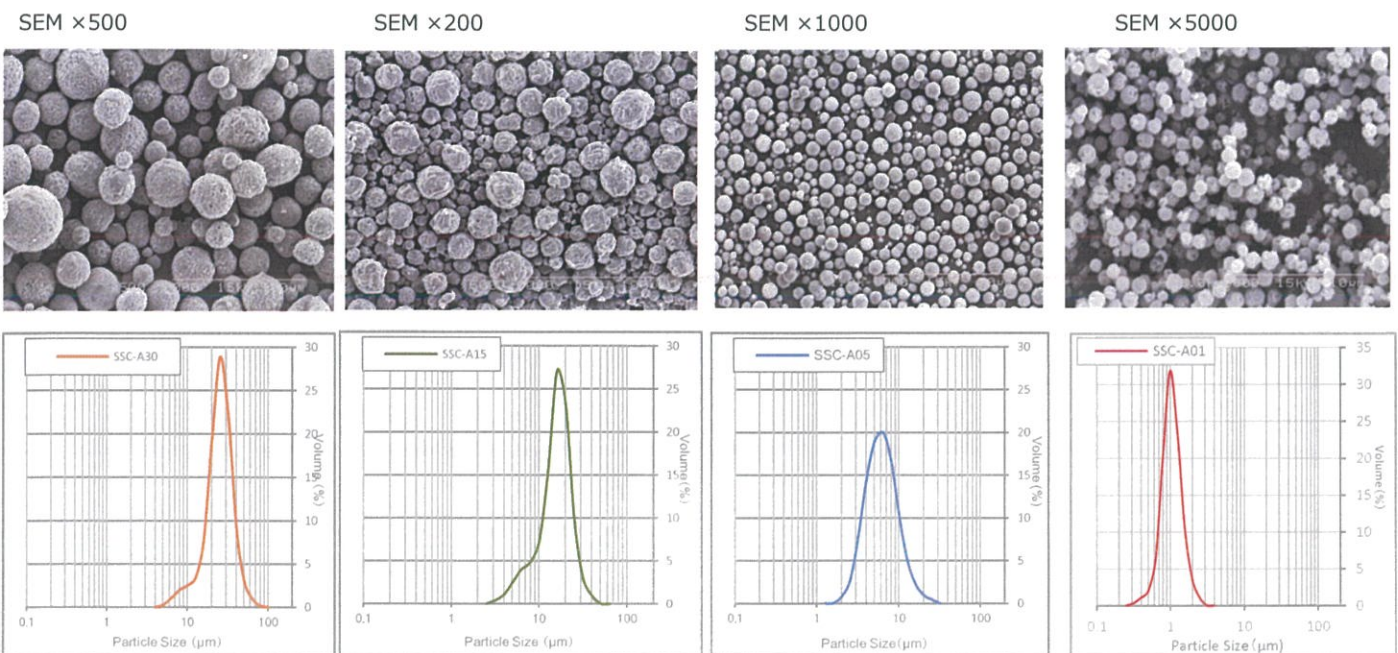 SEM ×500
SEM ×200
SEM ×1000
SEM ×5000
SSC-A30
30
25
20
15
10
5
0
Volume (%)
0.1 1 10 100
Particle Size (μm)
SSC-A15
30
25
20
15
10
5
0
Volume (%)
0.1 1 10 100
Particle Size (μm)
SSC-A05
30
25
20
15
10
5
0
Volume (%)
0.1 1 10 100
Particle Size (μm)
SSC-A01
35
30
25
20
15
10
5
0
Volume (%)
0.1 1 10 100
Particle Size (μm)